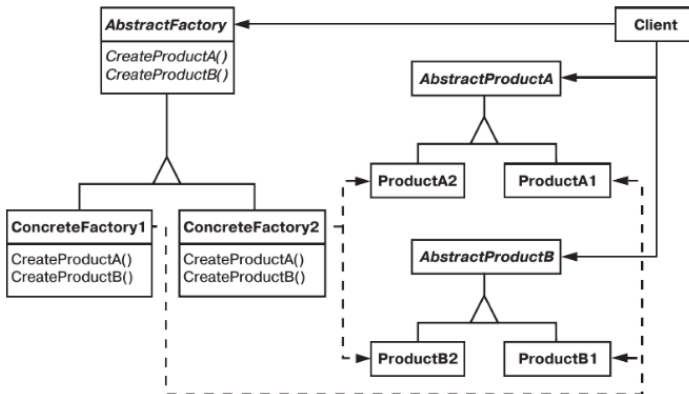 AbstractFactory
CreateProductA()
CreateProductB()
Client
AbstractProductA
ProductA2
ProductA1
ConcreteFactory1
CreateProductA()
CreateProductB()
ConcreteFactory2
CreateProductA()
CreateProductB()
AbstractProductB
ProductB2
ProductB1